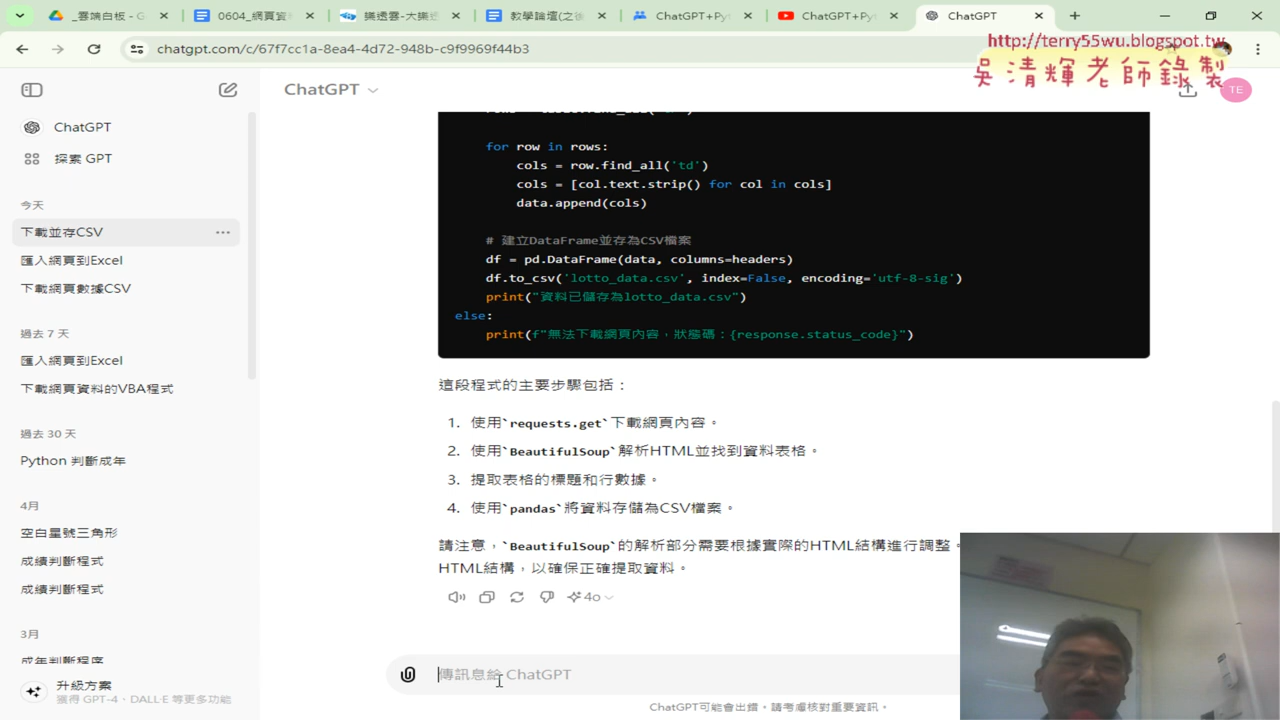 _雲端白板 - G
0604_網頁資
樂透雲-大樂透
教學論壇(之後
ChatGPT+Py
ChatGPT+Py
ChatGPT
chatgpt.com/c/67f7cc1a-8ea4-4d72-948b-c9f9969f44b3
http://terry55wu.blogspot.tw
吳清輝老師錄製
ChatGPT
TE
ChatGPT
探索 GPT
今天
下載並存CSV
匯入網頁到Excel
下載網頁數據CSV
過去 7 天
匯入網頁到Excel
下載網頁資料的VBA程式
過去 30 天
Python 判斷成年
4月
空白星號三角形
成績判斷程式
成績判斷程式
3月
成年判斷程序
升級方案
獲得 GPT-4、DALL·E 等更多功能
for row in rows:
cols = row.find_all('td')
cols = [col.text.strip() for col in cols]
data.append(cols)
# 建立DataFrame並存為CSV檔案
df = pd.DataFrame(data, columns=headers)
df.to_csv('lotto_data.csv', index=False, encoding='utf-8-sig')
print("資料已儲存為lotto_data.csv")
else:
print(f"無法下載網頁內容，狀態碼：{response.status_code}")
這段程式的主要步驟包括：
1. 使用`requests.get`下載網頁內容。
2. 使用`BeautifulSoup`解析HTML並找到資料表格。
3. 提取表格的標題和行數據。
4. 使用`pandas`將資料存儲為CSV檔案。
請注意，`BeautifulSoup`的解析部分需要根據實際的HTML結構進行調整。
HTML結構，以確保正確提取資料。
4o
傳訊息給 ChatGPT
ChatGPT可能會出錯。請考慮核對重要資訊。